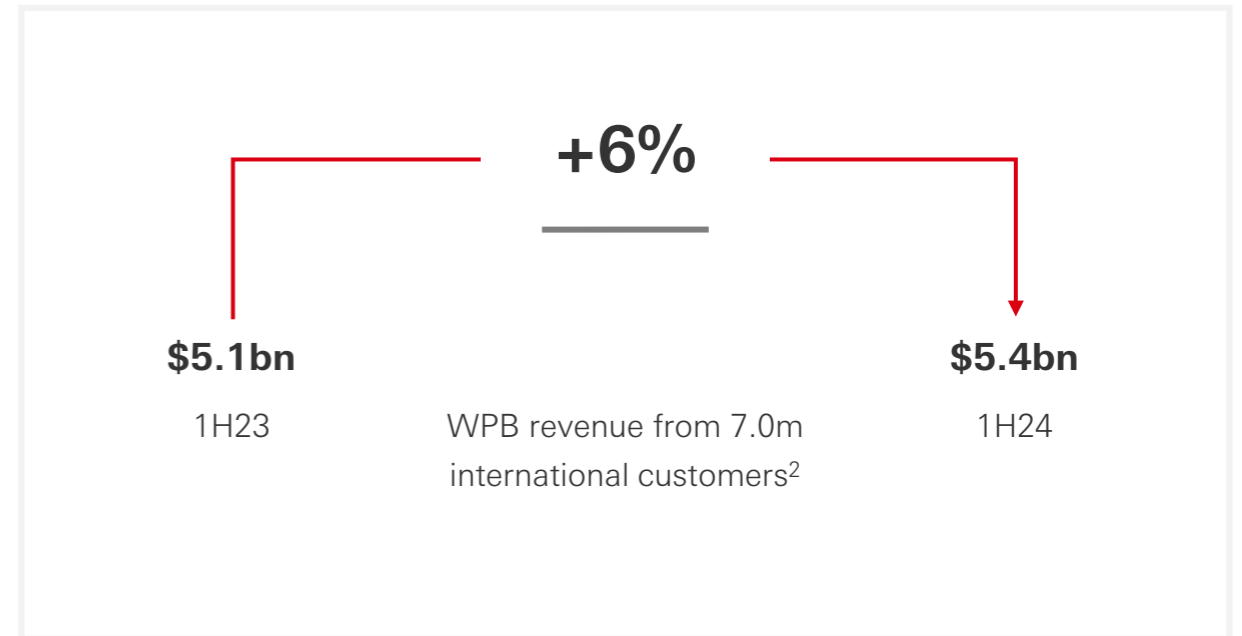 +6%
$5.1bn
$5.4bn
1H23
WPB revenue from 7.0m
international customers²
1H24